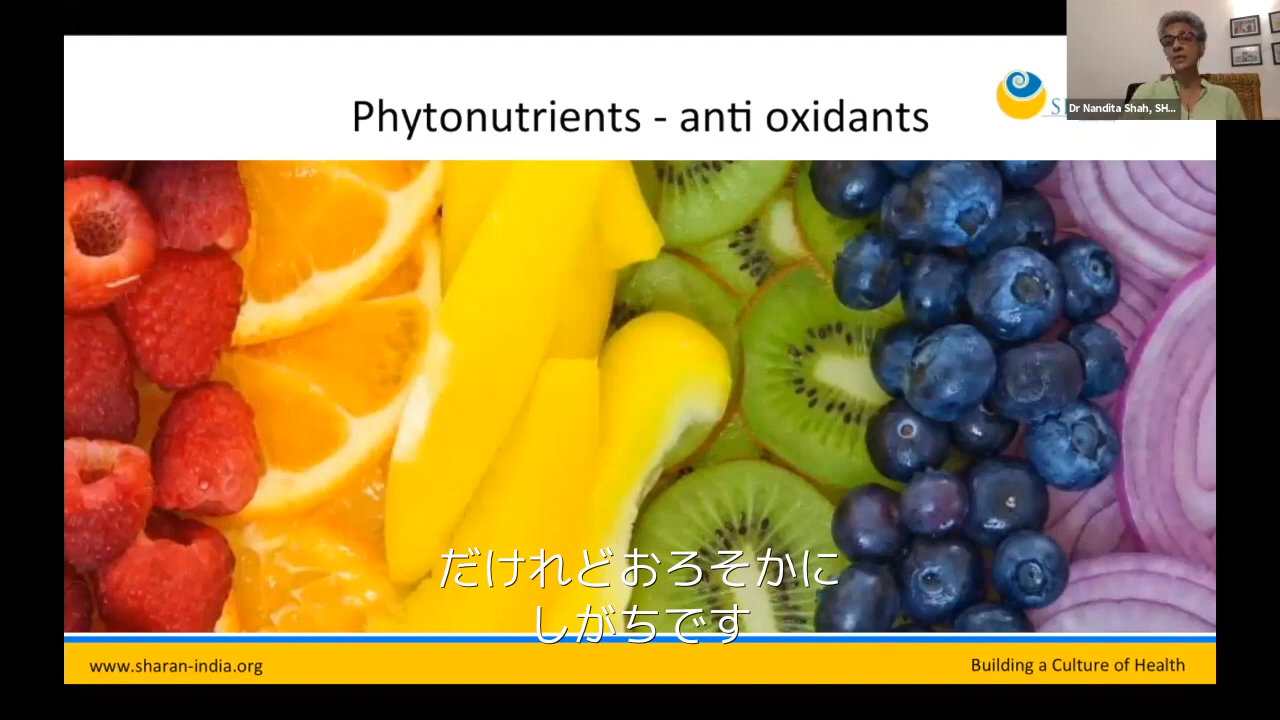 Phytonutrients - anti oxidants
Dr Nandita Shah, SH...
だけれどおろそかに
しがちです
www.sharan-india.org
Building a Culture of Health